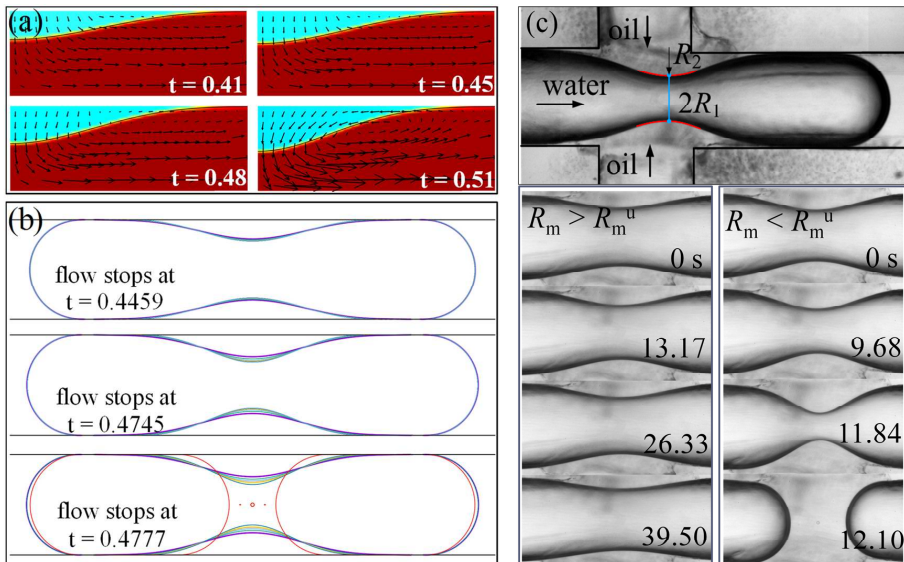 (a)
t = 0.41
t = 0.45
t = 0.48
t = 0.51
(b)
flow stops at
t = 0.4459
flow stops at
t = 0.4745
flow stops at
t = 0.4777
(c)
oil
R₂
water
2R₁
oil
Rₘ > Rₘᵘ
0 s
13.17
26.33
39.50
Rₘ < Rₘᵘ
0 s
9.68
11.84
12.10